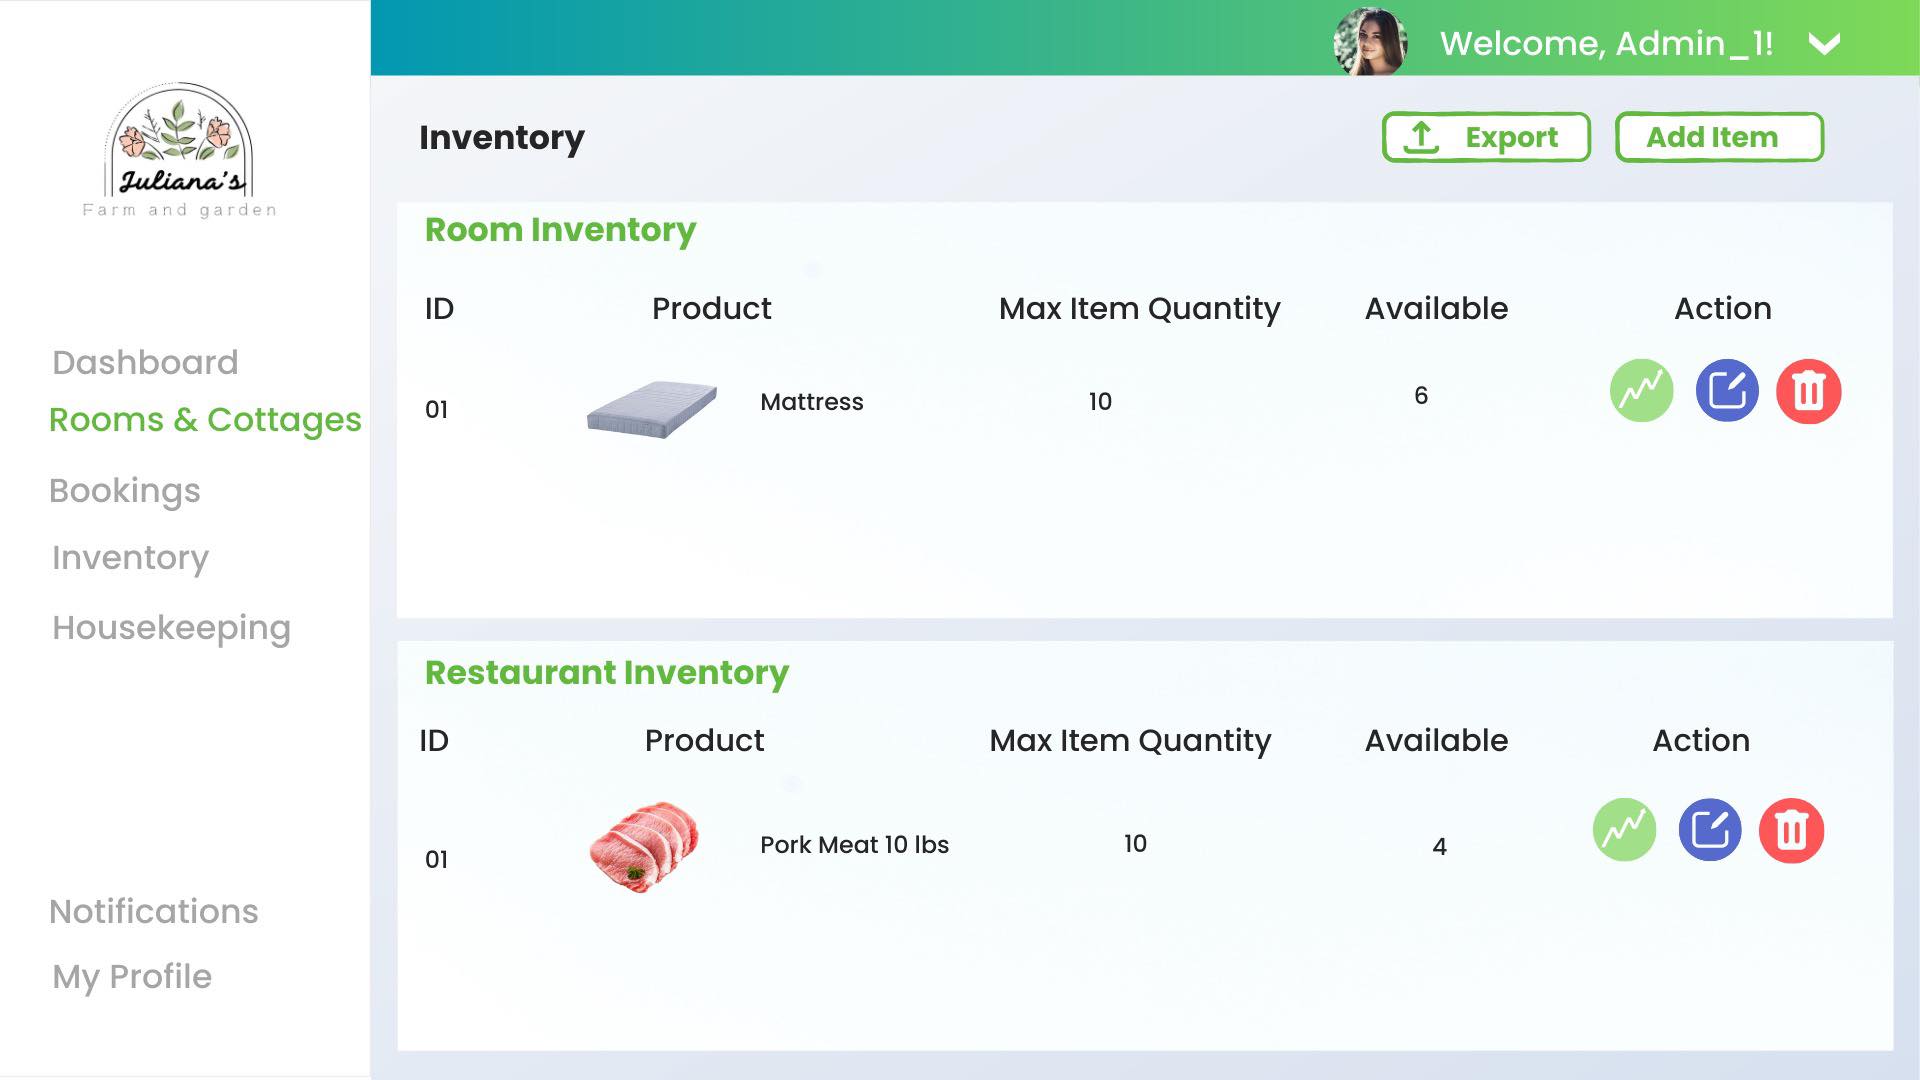 Welcome, Admin_1!
Juliana's
Farm and garden
Inventory
Export
Add Item
Dashboard
Rooms & Cottages
Bookings
Inventory
Housekeeping
Notifications
My Profile
Room Inventory
ID Product Max Item Quantity Available Action
01 Mattress 10 6
Restaurant Inventory
ID Product Max Item Quantity Available Action
01 Pork Meat 10 lbs 10 4